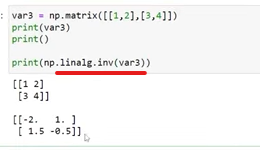 : var3 = np.matrix([[1,2],[3,4]])
print(var3)
print()
print(np.linalg.inv(var3))
[[1 2]
[3 4]]
[[-2.   1. ]
[ 1.5 -0.5]]